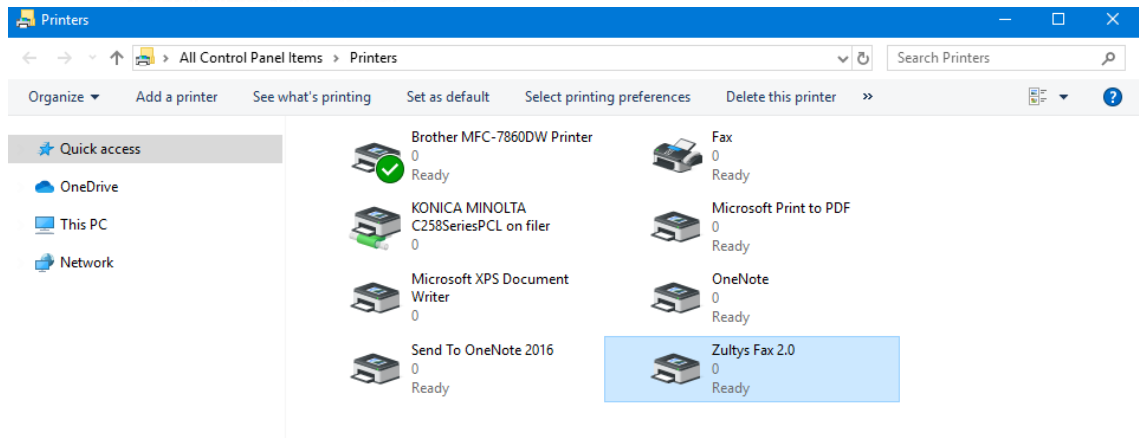 Printers
All Control Panel Items > Printers
Search Printers
Organize
Add a printer
See what's printing
Set as default
Select printing preferences
Delete this printer
»
?
Quick access
OneDrive
This PC
Network
Brother MFC-7860DW Printer
0
Ready
Fax
0
Ready
KONICA MINOLTA
C258SeriesPCL on filer
0
Microsoft Print to PDF
0
Ready
Microsoft XPS Document
Writer
0
OneNote
0
Ready
Send To OneNote 2016
0
Ready
Zultys Fax 2.0
0
Ready